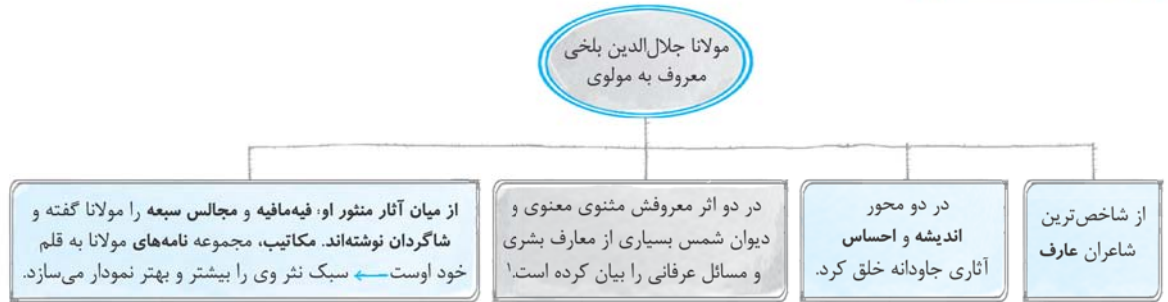 مولانا جلال‌الدین بلخی
معروف به مولوی
از شاخص‌ترین
شاعران عارف
در دو محور
اندیشه و احساس
آثاری جاودانه خلق کرد.
در دو اثر معروفش مثنوی معنوی و
دیوان شمس بسیاری از معارف بشری
و مسائل عرفانی را بیان کرده است.۱
از میان آثار منثور او، فیه‌مافیه و مجالس سبعه را مولانا گفته و
شاگردان نوشته‌اند. مکاتیب، مجموعه نامه‌های مولانا به قلم
خود اوست ← سبک نثر وی را بیشتر و بهتر نمودار می‌سازد.